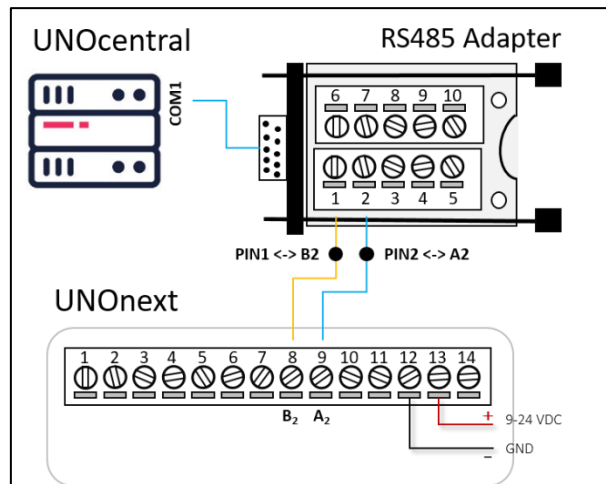 UNOcentral
RS485 Adapter
COM1
6 7 8 9 10
1 2 3 4 5
PIN1 <-> B2
PIN2 <-> A2
UNOnext
1 2 3 4 5 6 7 8 9 10 11 12 13 14
B₂ A₂
+ 9-24 VDC
− GND